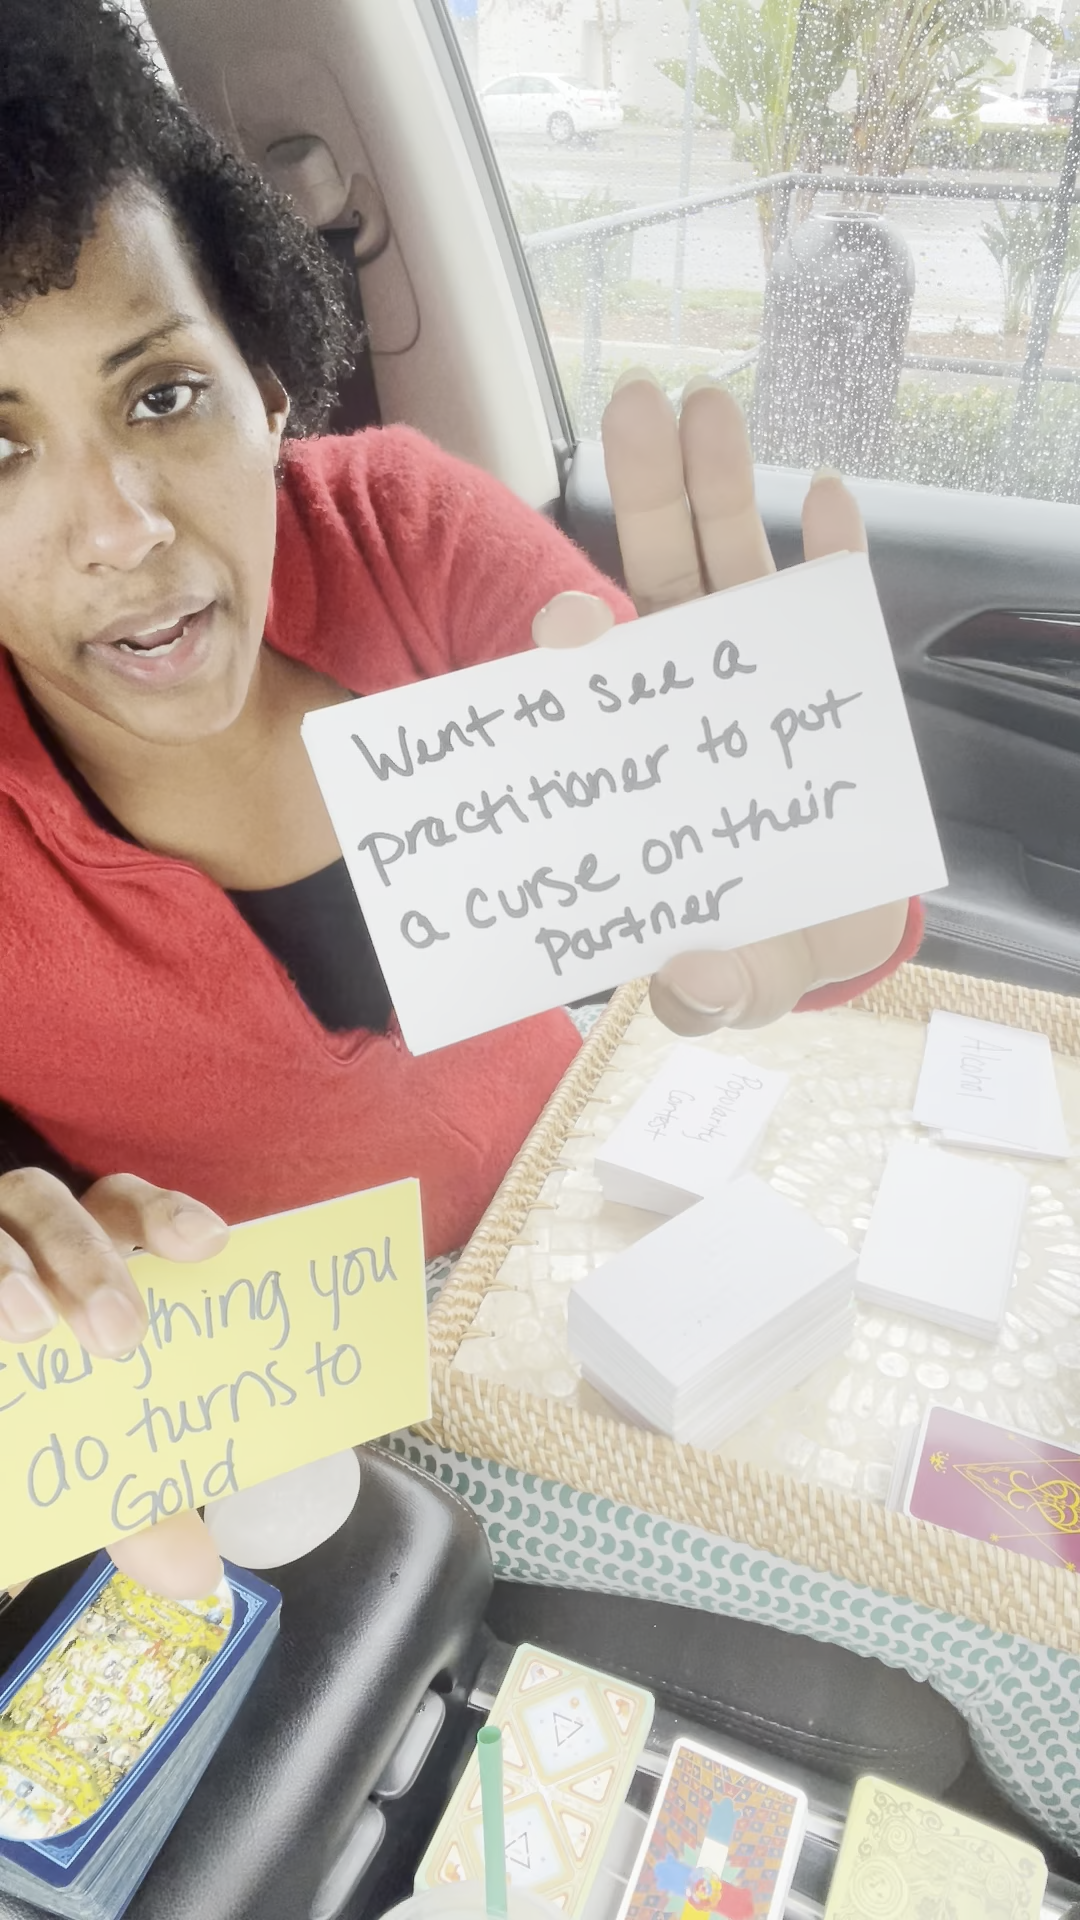 Went to see a
practitioner to put
a curse on their
partner
Popularity
Contest
Alcohol
Everything you
do turns to
Gold